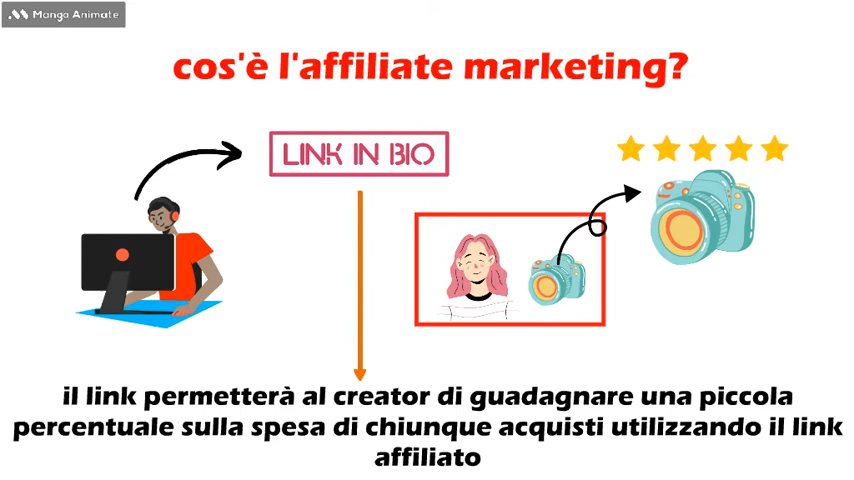 Manga Animate
cos'è l'affiliate marketing?
LINK IN BIO
il link permetterà al creator di guadagnare una piccola
percentuale sulla spesa di chiunque acquisti utilizzando il link
affiliato